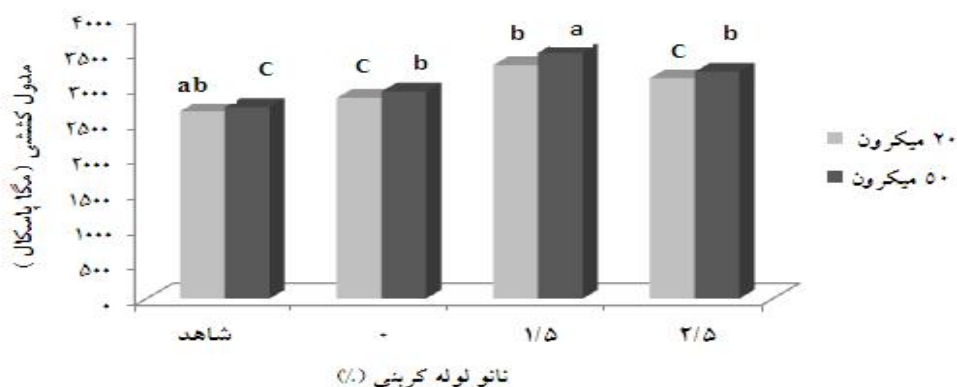 مدول کششی (مگا پاسکال)
۴۰۰۰
۳۵۰۰
۳۰۰۰
۲۵۰۰
۲۰۰۰
۱۵۰۰
۱۰۰۰
۵۰۰
۰
ab C C b b a c b
شاهد ۰ ۱/۵ ۲/۵
نانو لوله کربنی (٪)
۲۰ میکرون
۵۰ میکرون